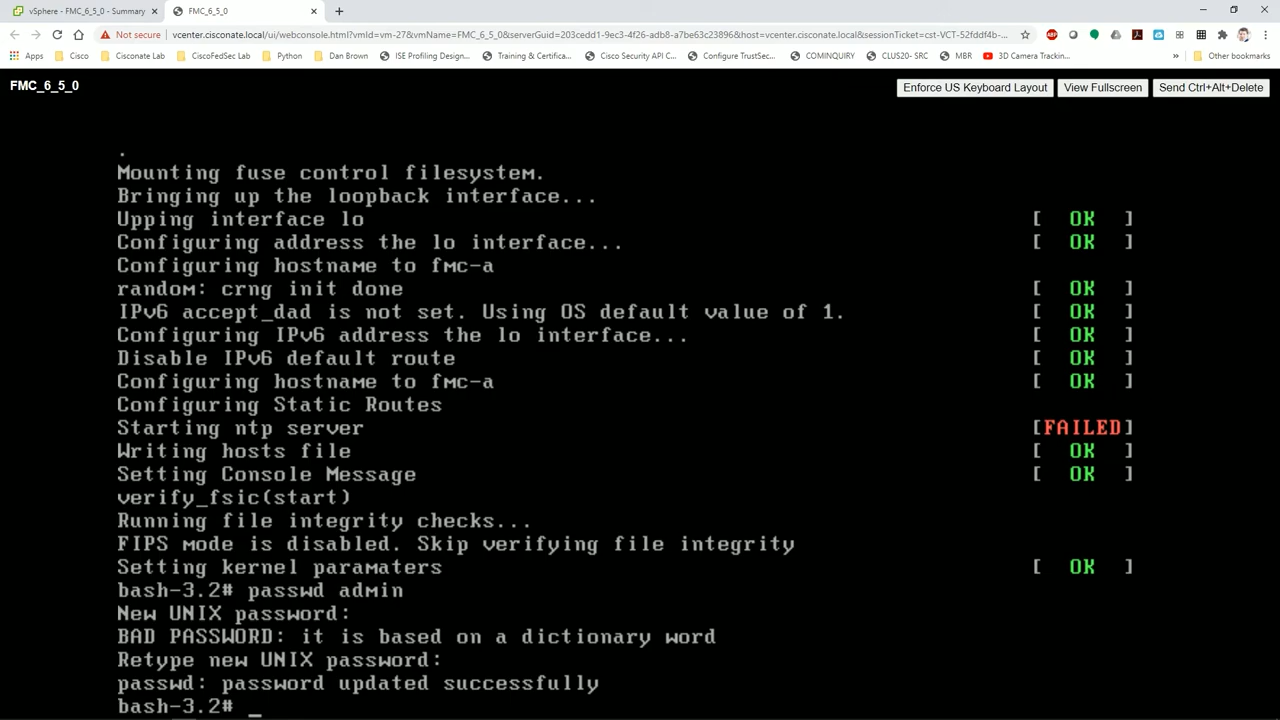 vSphere - FMC_6_5_0 - Summary
FMC_6_5_0
Not secure
vcenter.cisconate.local/ui/webconsole.html?vmId=vm-27&vmName=FMC_6_5_0&serverGuid=203cedd1-9ec3-4f26-adb8-a7be63c23896&host=vcenter.cisconate.local&sessionTicket=cst-VCT-52fddf4b-...
Apps Cisco Cisconate Lab CiscoFedSec Lab Python Dan Brown ISE Profiling Design... Training & Certifica... Cisco Security API C... Configure TrustSec... COMINQUIRY CLUS20- SRC MBR 3D Camera Trackin... » Other bookmarks
FMC_6_5_0
Enforce US Keyboard Layout View Fullscreen Send Ctrl+Alt+Delete
.
Mounting fuse control filesystem.
Bringing up the loopback interface...
Upping interface lo [ OK ]
Configuring address the lo interface... [ OK ]
Configuring hostname to fmc-a
random: crng init done [ OK ]
IPv6 accept_dad is not set. Using OS default value of 1. [ OK ]
Configuring IPv6 address the lo interface... [ OK ]
Disable IPv6 default route [ OK ]
Configuring hostname to fmc-a [ OK ]
Configuring Static Routes
Starting ntp server [FAILED]
Writing hosts file [ OK ]
Setting Console Message [ OK ]
verify_fsic(start)
Running file integrity checks...
FIPS mode is disabled. Skip verifying file integrity
Setting kernel paramaters [ OK ]
bash-3.2# passwd admin
New UNIX password:
BAD PASSWORD: it is based on a dictionary word
Retype new UNIX password:
passwd: password updated successfully
bash-3.2# _